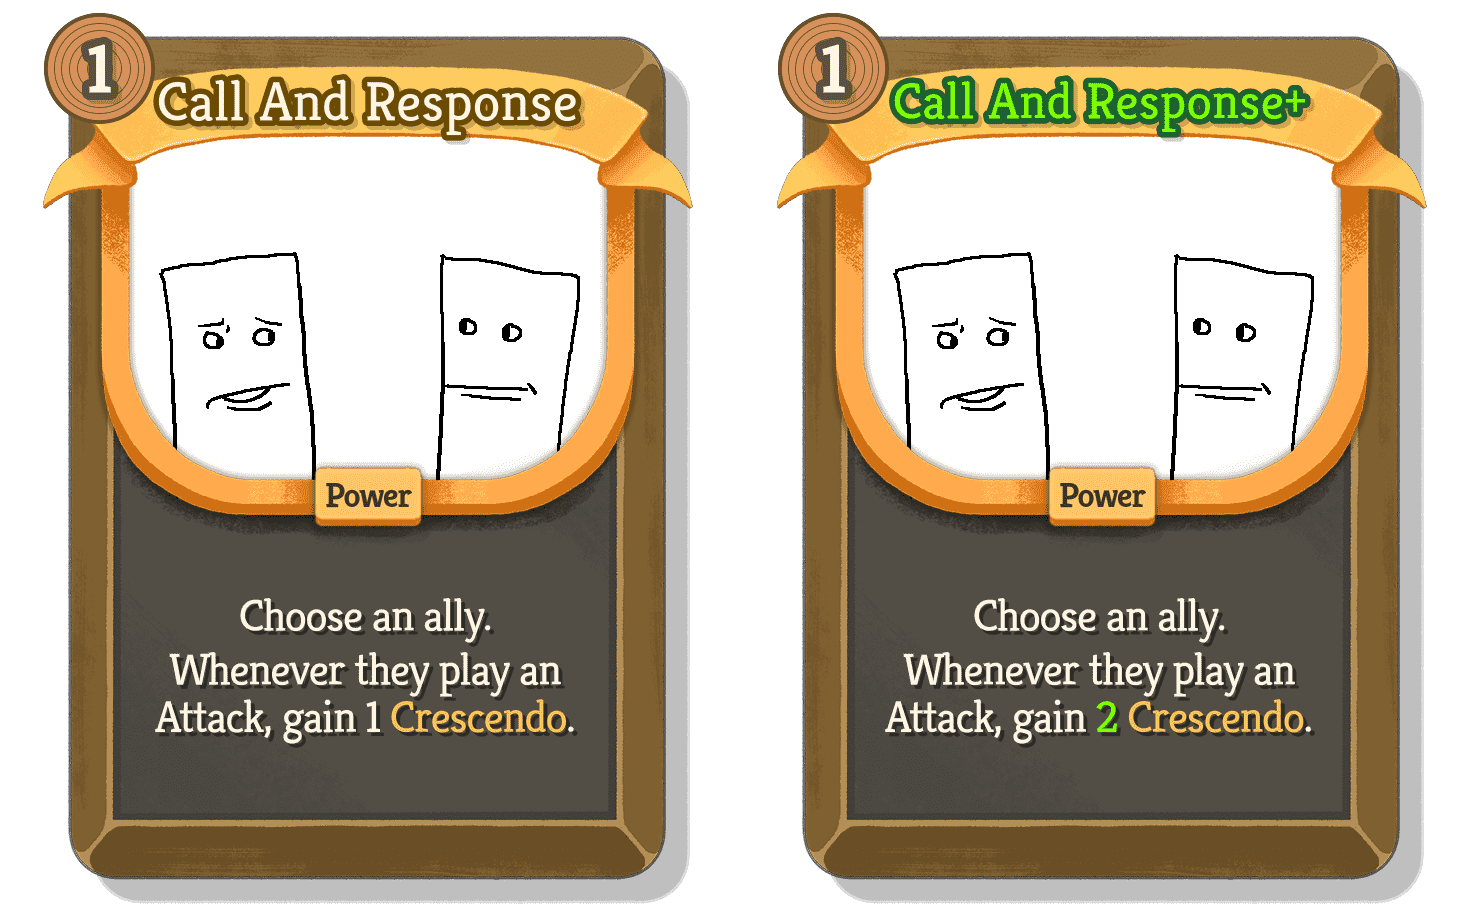 1
Call And Response
Power
Choose an ally.
Whenever they play an
Attack, gain 1 Crescendo.
1
Call And Response+
Power
Choose an ally.
Whenever they play an
Attack, gain 2 Crescendo.